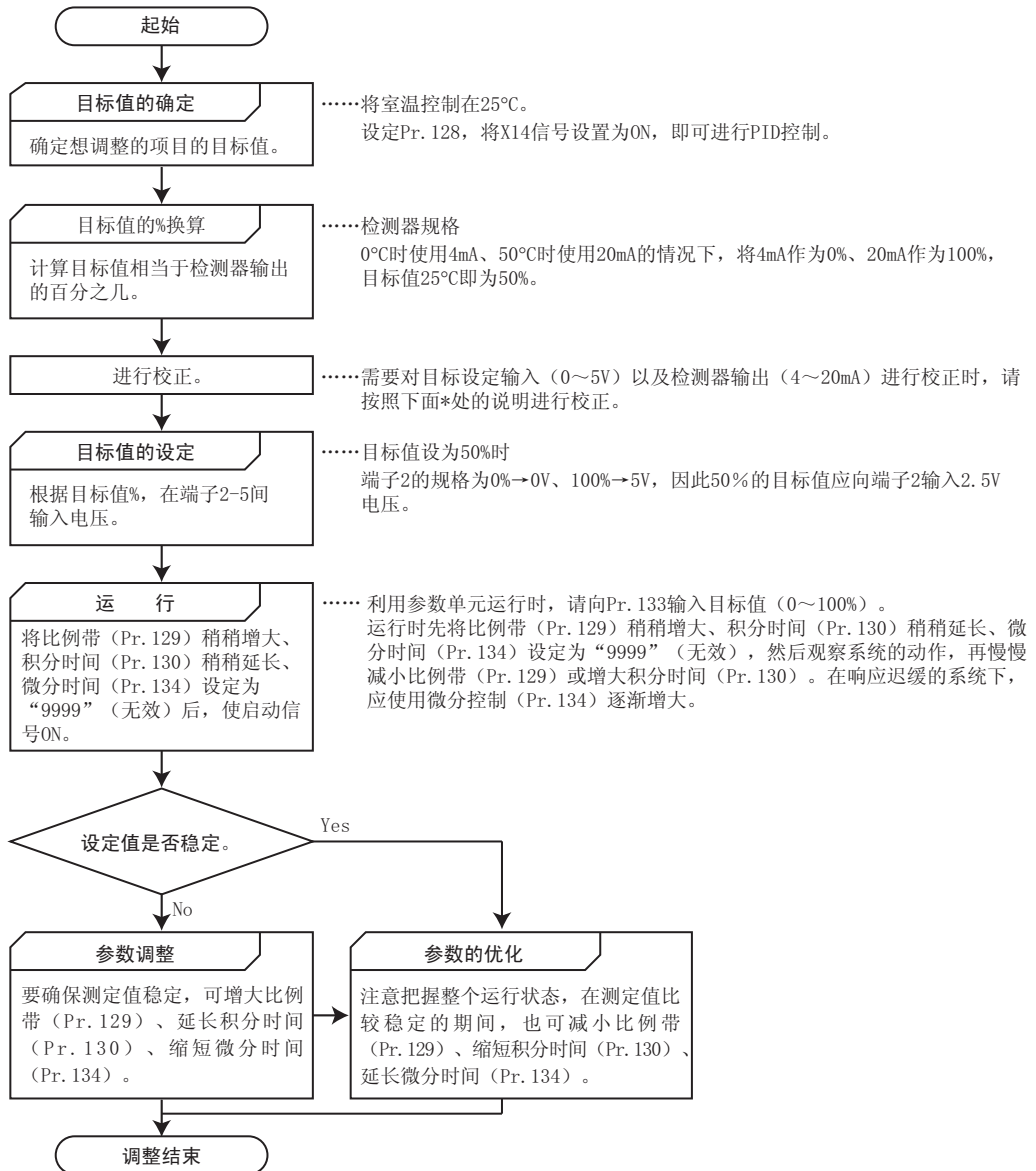 起始
目标值的确定
确定想调整的项目的目标值。
……将室温控制在25°C。
设定Pr.128，将X14信号设置为ON，即可进行PID控制。
目标值的%换算
计算目标值相当于检测器输出
的百分之几。
……检测器规格
0°C时使用4mA、50°C时使用20mA的情况下，将4mA作为0%、20mA作为100%，
目标值25°C即为50%。
进行校正。
……需要对目标设定输入（0～5V）以及检测器输出（4～20mA）进行校正时，请
按照下面*处的说明进行校正。
目标值的设定
根据目标值%，在端子2-5间
输入电压。
……目标值设为50%时
端子2的规格为0%→0V、100%→5V，因此50％的目标值应向端子2输入2.5V
电压。
运　行
将比例带（Pr.129）稍稍增大、
积分时间（Pr.130）稍稍延长、
微分时间（Pr.134）设定为
“9999”（无效）后，使启动信
号ON。
…… 利用参数单元运行时，请向Pr.133输入目标值（0～100%）。
运行时先将比例带（Pr.129）稍稍增大、积分时间（Pr.130）稍稍延长、微
分时间（Pr.134）设定为“9999”（无效），然后观察系统的动作，再慢慢
减小比例带（Pr.129）或增大积分时间（Pr.130）。在响应迟缓的系统下，
应使用微分控制（Pr.134）逐渐增大。
设定值是否稳定。
Yes
No
参数调整
要确保测定值稳定，可增大比例
带（Pr.129）、延长积分时间
（Pr.130）、缩短微分时间
（Pr.134）。
参数的优化
注意把握整个运行状态，在测定值比
较稳定的期间，也可减小比例带
（Pr.129）、缩短积分时间（Pr.130）、
延长微分时间（Pr.134）。
调整结束